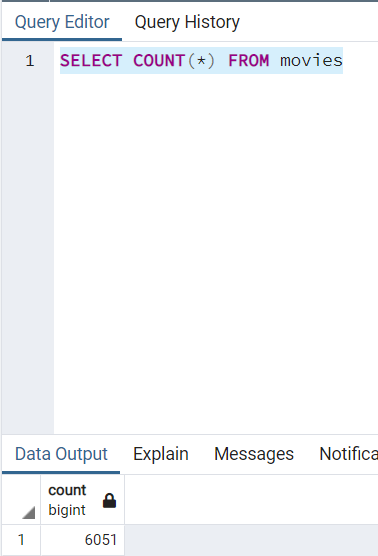 Query Editor Query History
1 SELECT COUNT(*) FROM movies
Data Output Explain Messages Notifica
count
bigint
1 6051